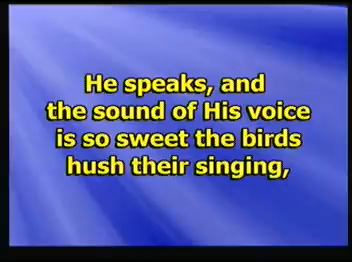 He speaks, and
the sound of His voice
is so sweet the birds
hush their singing,